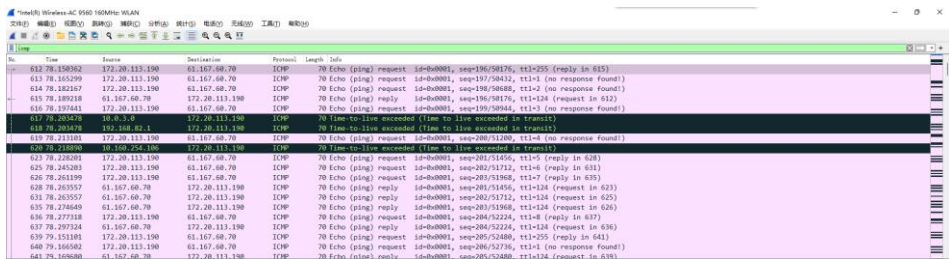 *Intel(R) Wireless-AC 9560 160MHz: WLAN
文件(F) 编辑(E) 视图(V) 跳转(G) 捕获(C) 分析(A) 统计(S) 电话(Y) 无线(W) 工具(T) 帮助(H)
icmp
No. Time Source Destination Protocol Length Info
612 78.150362 172.20.113.190 61.167.60.70 ICMP 70 Echo (ping) request id=0x0001, seq=196/50176, ttl=255 (reply in 615)
613 78.165299 172.20.113.190 61.167.60.70 ICMP 70 Echo (ping) request id=0x0001, seq=197/50432, ttl=1 (no response found!)
614 78.182167 172.20.113.190 61.167.60.70 ICMP 70 Echo (ping) request id=0x0001, seq=198/50688, ttl=2 (no response found!)
615 78.189218 61.167.60.70 172.20.113.190 ICMP 70 Echo (ping) reply id=0x0001, seq=196/50176, ttl=124 (request in 612)
616 78.197441 172.20.113.190 61.167.60.70 ICMP 70 Echo (ping) request id=0x0001, seq=199/50944, ttl=3 (no response found!)
617 78.203478 10.0.3.0 172.20.113.190 ICMP 70 Time-to-live exceeded (Time to live exceeded in transit)
618 78.203478 192.168.82.1 172.20.113.190 ICMP 70 Time-to-live exceeded (Time to live exceeded in transit)
619 78.213101 172.20.113.190 61.167.60.70 ICMP 70 Echo (ping) request id=0x0001, seq=200/51200, ttl=4 (no response found!)
620 78.218890 10.160.254.106 172.20.113.190 ICMP 70 Time-to-live exceeded (Time to live exceeded in transit)
623 78.228201 172.20.113.190 61.167.60.70 ICMP 70 Echo (ping) request id=0x0001, seq=201/51456, ttl=5 (reply in 628)
625 78.245203 172.20.113.190 61.167.60.70 ICMP 70 Echo (ping) request id=0x0001, seq=202/51712, ttl=6 (reply in 631)
626 78.261199 172.20.113.190 61.167.60.70 ICMP 70 Echo (ping) request id=0x0001, seq=203/51968, ttl=7 (reply in 635)
628 78.263557 61.167.60.70 172.20.113.190 ICMP 70 Echo (ping) reply id=0x0001, seq=201/51456, ttl=124 (request in 623)
631 78.263557 61.167.60.70 172.20.113.190 ICMP 70 Echo (ping) reply id=0x0001, seq=202/51712, ttl=124 (request in 625)
635 78.274649 61.167.60.70 172.20.113.190 ICMP 70 Echo (ping) reply id=0x0001, seq=203/51968, ttl=124 (request in 626)
636 78.277318 172.20.113.190 61.167.60.70 ICMP 70 Echo (ping) request id=0x0001, seq=204/52224, ttl=8 (reply in 637)
637 78.297324 61.167.60.70 172.20.113.190 ICMP 70 Echo (ping) reply id=0x0001, seq=204/52224, ttl=124 (request in 636)
639 79.151101 172.20.113.190 61.167.60.70 ICMP 70 Echo (ping) request id=0x0001, seq=205/52480, ttl=255 (reply in 641)
640 79.166502 172.20.113.190 61.167.60.70 ICMP 70 Echo (ping) request id=0x0001, seq=206/52736, ttl=1 (no response found!)
641 79.169680 61.167.60.70 172.20.113.190 ICMP 70 Echo (ping) reply id=0x0001, seq=205/52480, ttl=124 (request in 639)